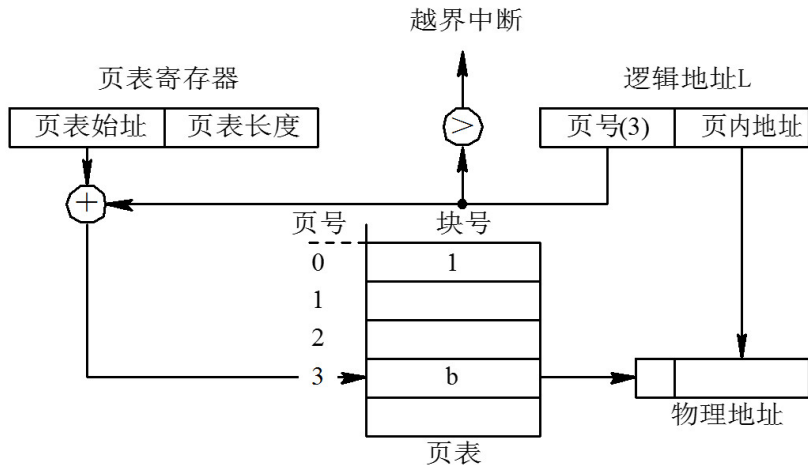 越界中断
页表寄存器
逻辑地址L
页表始址 页表长度
>
页号(3) 页内地址
+
页号 块号
0 1
1
2
3 b
物理地址
页表